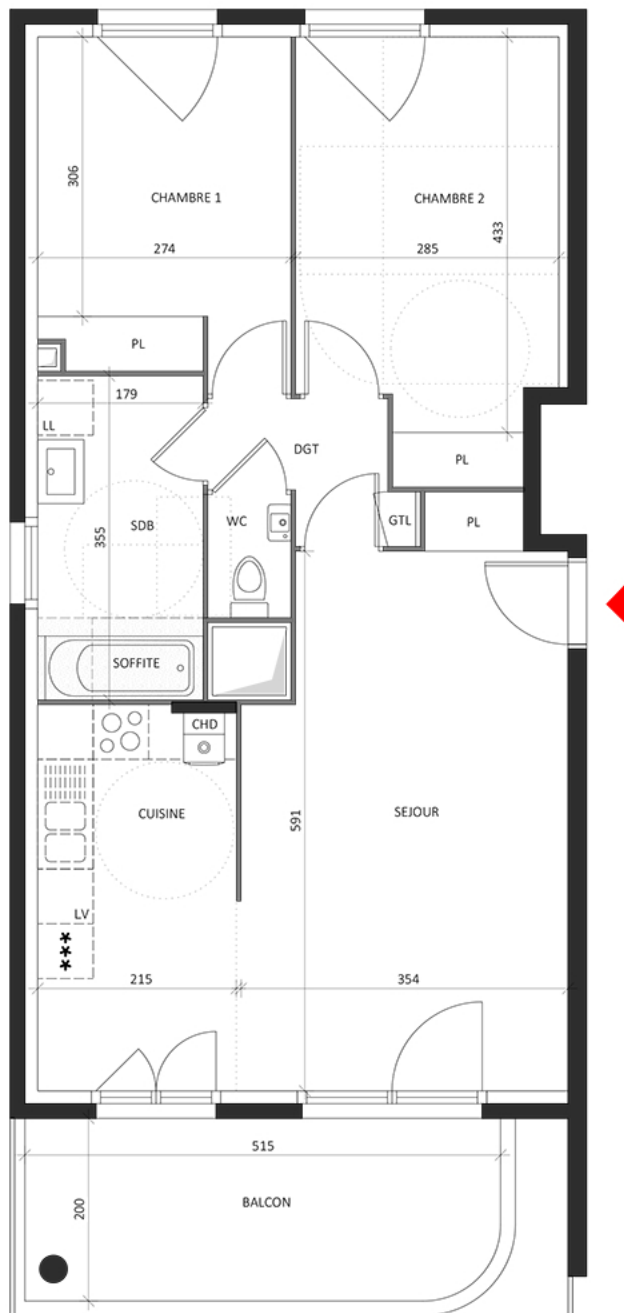 306
CHAMBRE 1
CHAMBRE 2
433
274
285
PL
179
LL
DGT
PL
355
SDB
WC
GTL
PL
SOFFITE
CHD
591
CUISINE
SEJOUR
LV
***
215
354
515
200
BALCON